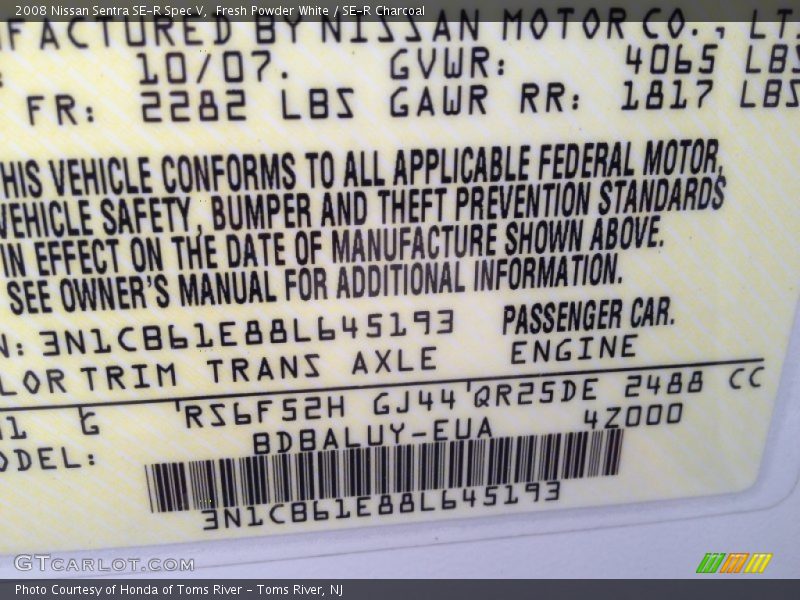 2008 Nissan Sentra SE-R Spec V, Fresh Powder White / SE-R Charcoal
FACTURED BY NISSAN MOTOR CO., LT
10/07. GVWR: 4065 LBS
FR: 2282 LBS GAWR RR: 1817 LBS
HIS VEHICLE CONFORMS TO ALL APPLICABLE FEDERAL MOTOR,
VEHICLE SAFETY, BUMPER AND THEFT PREVENTION STANDARDS
IN EFFECT ON THE DATE OF MANUFACTURE SHOWN ABOVE.
SEE OWNER'S MANUAL FOR ADDITIONAL INFORMATION.
N: 3N1CB61E88L645193 PASSENGER CAR.
LOR TRIM TRANS AXLE ENGINE
1 G 'RS6F52H GJ44'QR25DE 2488 CC
ODEL: BDBALUY-EUA 4Z000
3N1CB61E88L645193
GTCARLOT.COM
Photo Courtesy of Honda of Toms River - Toms River, NJ